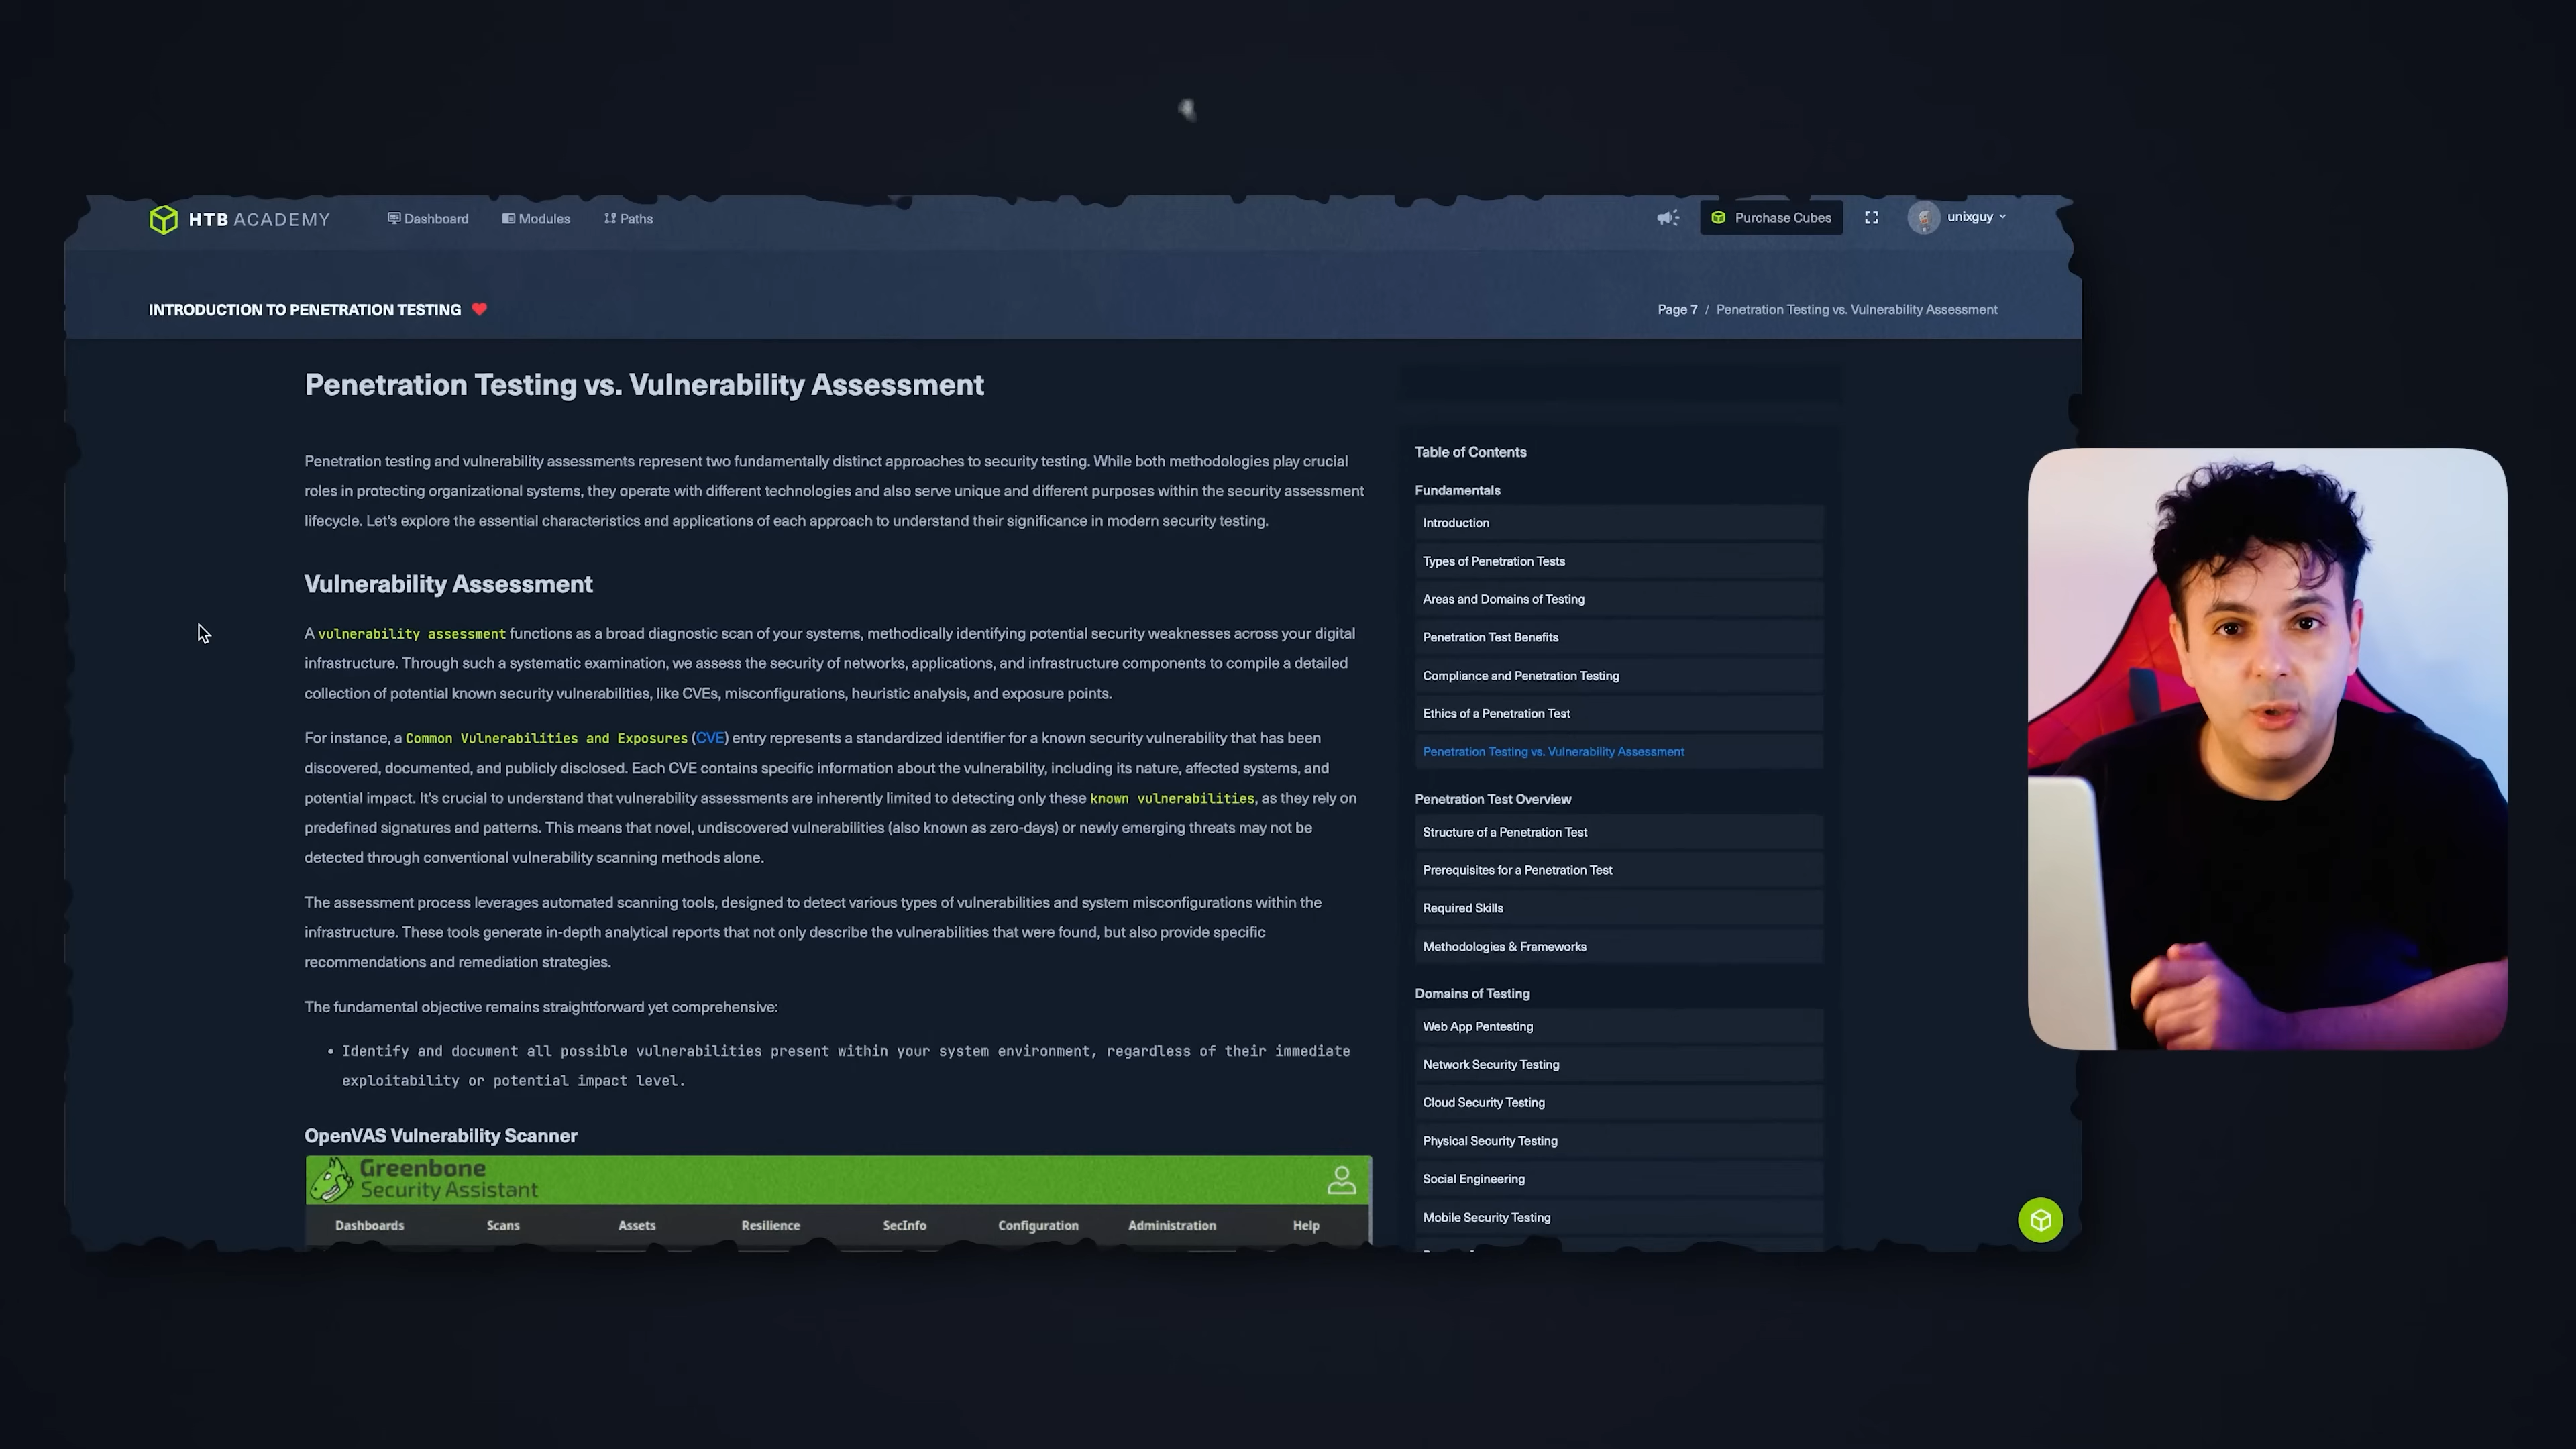 HTB ACADEMY
Dashboard
Modules
Paths
Purchase Cubes
unixguy
INTRODUCTION TO PENETRATION TESTING
Page 7 / Penetration Testing vs. Vulnerability Assessment
Penetration Testing vs. Vulnerability Assessment
Penetration testing and vulnerability assessments represent two fundamentally distinct approaches to security testing. While both methodologies play crucial
roles in protecting organizational systems, they operate with different technologies and also serve unique and different purposes within the security assessment
lifecycle. Let's explore the essential characteristics and applications of each approach to understand their significance in modern security testing.
Vulnerability Assessment
A vulnerability assessment functions as a broad diagnostic scan of your systems, methodically identifying potential security weaknesses across your digital
infrastructure. Through such a systematic examination, we assess the security of networks, applications, and infrastructure components to compile a detailed
collection of potential known security vulnerabilities, like CVEs, misconfigurations, heuristic analysis, and exposure points.
For instance, a Common Vulnerabilities and Exposures (CVE) entry represents a standardized identifier for a known security vulnerability that has been
discovered, documented, and publicly disclosed. Each CVE contains specific information about the vulnerability, including its nature, affected systems, and
potential impact. It's crucial to understand that vulnerability assessments are inherently limited to detecting only these known vulnerabilities, as they rely on
predefined signatures and patterns. This means that novel, undiscovered vulnerabilities (also known as zero-days) or newly emerging threats may not be
detected through conventional vulnerability scanning methods alone.
The assessment process leverages automated scanning tools, designed to detect various types of vulnerabilities and system misconfigurations within the
infrastructure. These tools generate in-depth analytical reports that not only describe the vulnerabilities that were found, but also provide specific
recommendations and remediation strategies.
The fundamental objective remains straightforward yet comprehensive:
• Identify and document all possible vulnerabilities present within your system environment, regardless of their immediate
exploitability or potential impact level.
OpenVAS Vulnerability Scanner
Greenbone
Security Assistant
Dashboards
Scans
Assets
Resilience
SecInfo
Configuration
Administration
Help
Table of Contents
Fundamentals
Introduction
Types of Penetration Tests
Areas and Domains of Testing
Penetration Test Benefits
Compliance and Penetration Testing
Ethics of a Penetration Test
Penetration Testing vs. Vulnerability Assessment
Penetration Test Overview
Structure of a Penetration Test
Prerequisites for a Penetration Test
Required Skills
Methodologies & Frameworks
Domains of Testing
Web App Pentesting
Network Security Testing
Cloud Security Testing
Physical Security Testing
Social Engineering
Mobile Security Testing